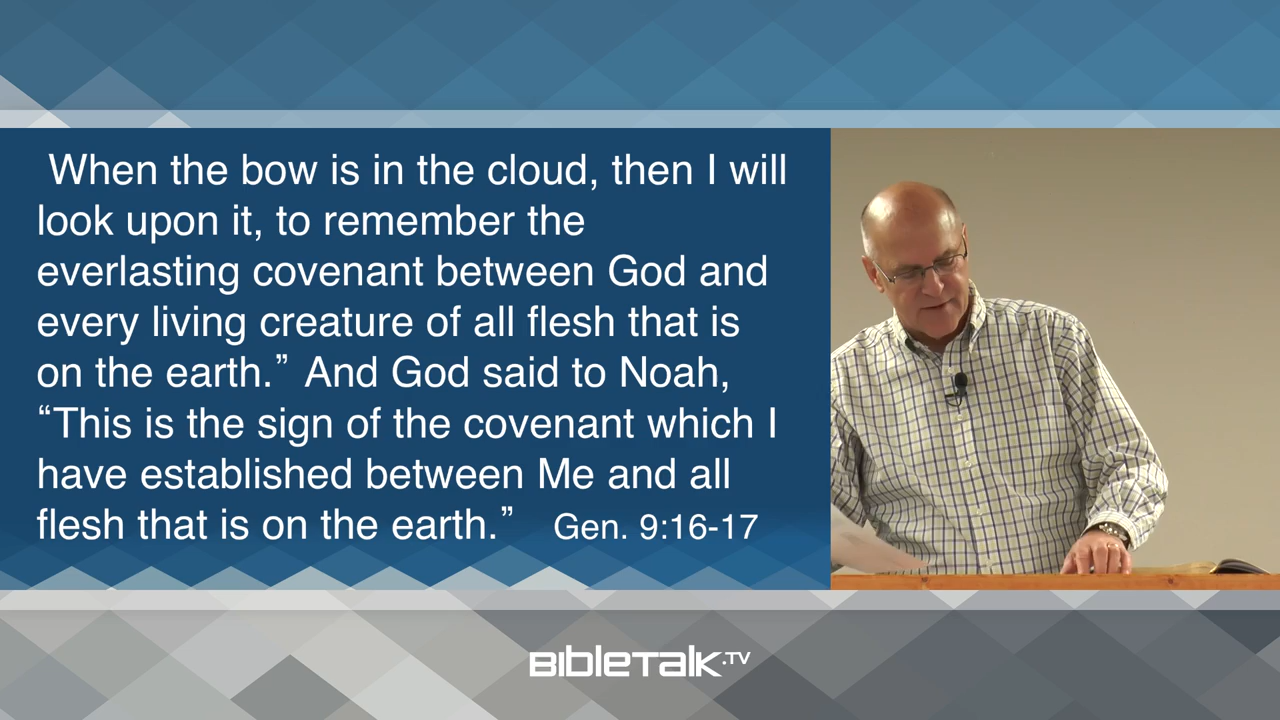 When the bow is in the cloud, then I will
look upon it, to remember the
everlasting covenant between God and
every living creature of all flesh that is
on the earth.” And God said to Noah,
“This is the sign of the covenant which I
have established between Me and all
flesh that is on the earth.” Gen. 9:16-17
BibleTalk.TV